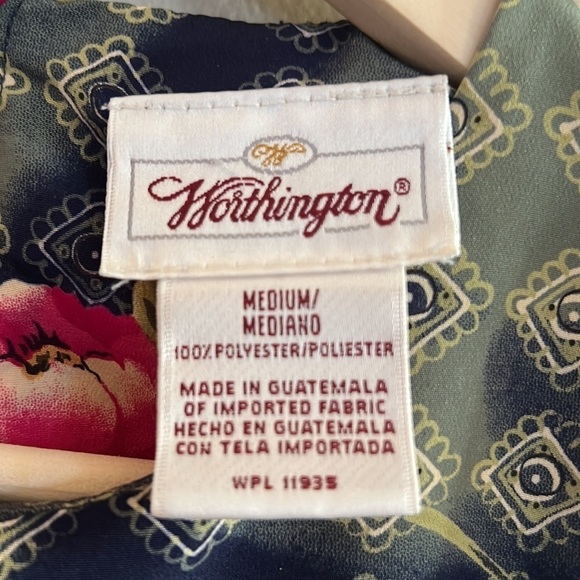 W
Worthington®
MEDIUM/
MEDIANO
100% POLYESTER/POLIESTER
MADE IN GUATEMALA
OF IMPORTED FABRIC
HECHO EN GUATEMALA
CON TELA IMPORTADA
WPL 11935